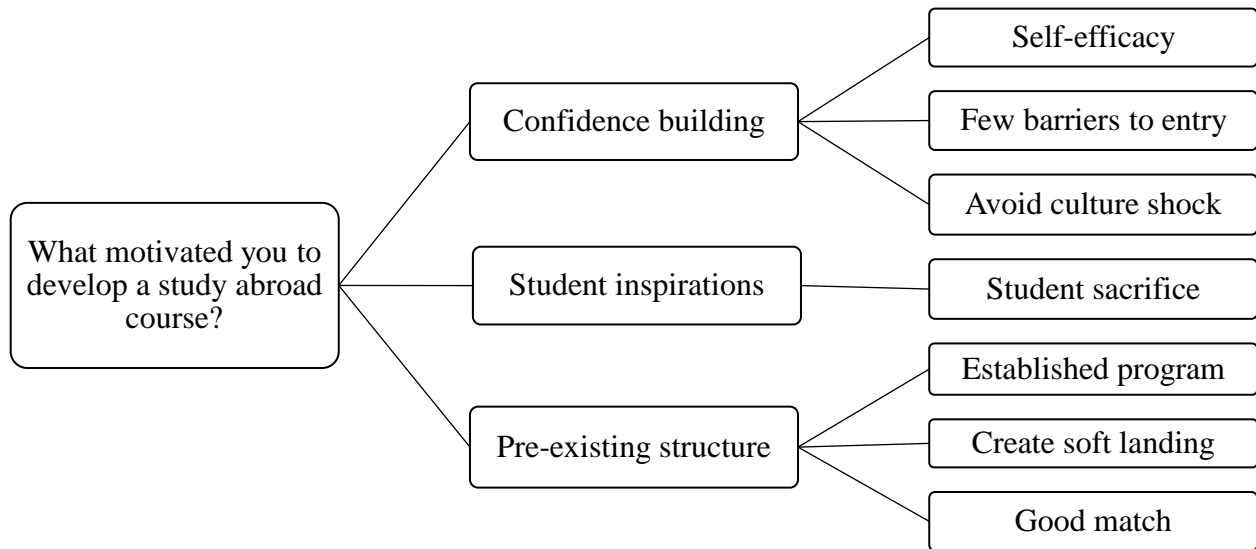 What motivated you to
develop a study abroad
course?
Confidence building
Self-efficacy
Few barriers to entry
Avoid culture shock
Student inspirations
Student sacrifice
Pre-existing structure
Established program
Create soft landing
Good match